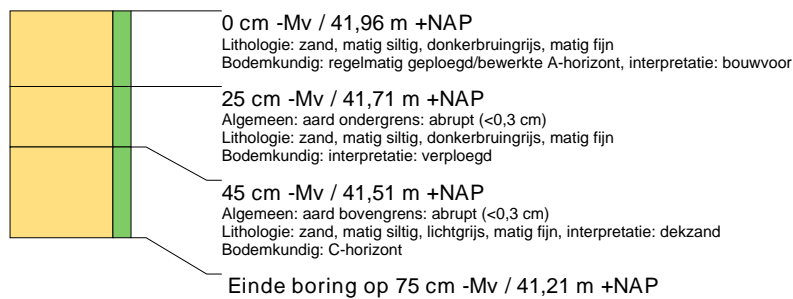 0 cm -Mv / 41,96 m +NAP
Lithologie: zand, matig siltig, donkerbruingrijs, matig fijn
Bodemkundig: regelmatig geploegd/bewerkte A-horizont, interpretatie: bouwvoor
25 cm -Mv / 41,71 m +NAP
Algemeen: aard ondergrens: abrupt (<0,3 cm)
Lithologie: zand, matig siltig, donkerbruingrijs, matig fijn
Bodemkundig: interpretatie: verploegd
45 cm -Mv / 41,51 m +NAP
Algemeen: aard bovengrens: abrupt (<0,3 cm)
Lithologie: zand, matig siltig, lichtgrijs, matig fijn, interpretatie: dekzand
Bodemkundig: C-horizont
Einde boring op 75 cm -Mv / 41,21 m +NAP